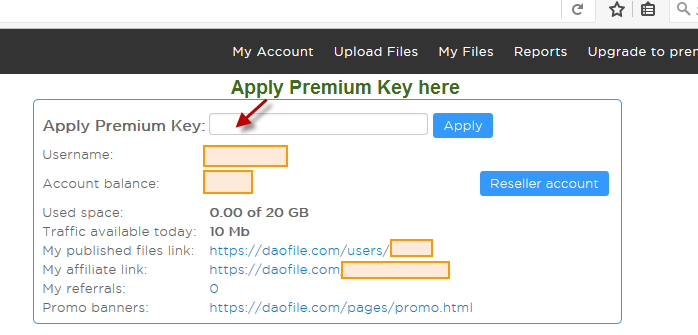 My Account Upload Files My Files Reports Upgrade to prem
Apply Premium Key here
Apply Premium Key: Apply
Username:
Account balance: Reseller account
Used space: 0.00 of 20 GB
Traffic available today: 10 Mb
My published files link: https://daofile.com/users/
My affiliate link: https://daofile.com
My referrals: 0
Promo banners: https://daofile.com/pages/promo.html